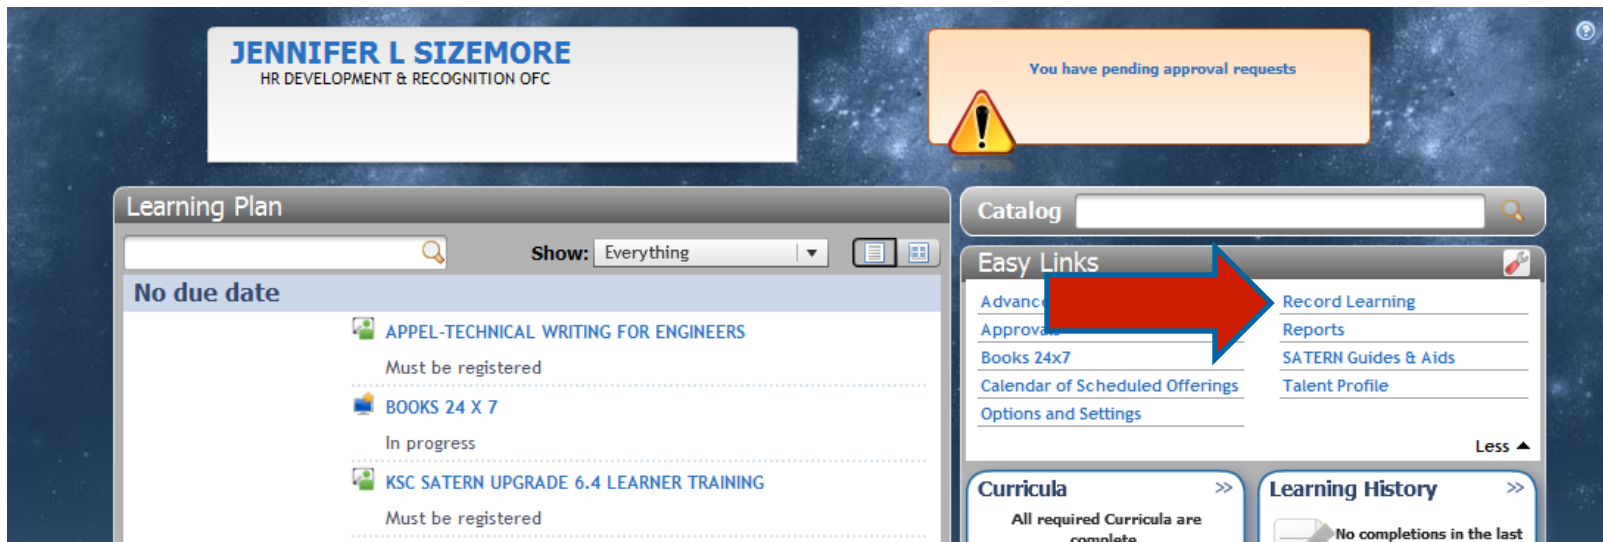 JENNIFER L SIZEMORE
HR DEVELOPMENT & RECOGNITION OFC
You have pending approval requests
Learning Plan
Show: Everything
No due date
APPEL-TECHNICAL WRITING FOR ENGINEERS
Must be registered
BOOKS 24 X 7
In progress
KSC SATERN UPGRADE 6.4 LEARNER TRAINING
Must be registered
Catalog
Easy Links
Record Learning
Approvals
Reports
Books 24x7
SATERN Guides & Aids
Calendar of Scheduled Offerings
Talent Profile
Options and Settings
Less
Curricula >>
All required Curricula are
complete
Learning History >>
No completions in the last